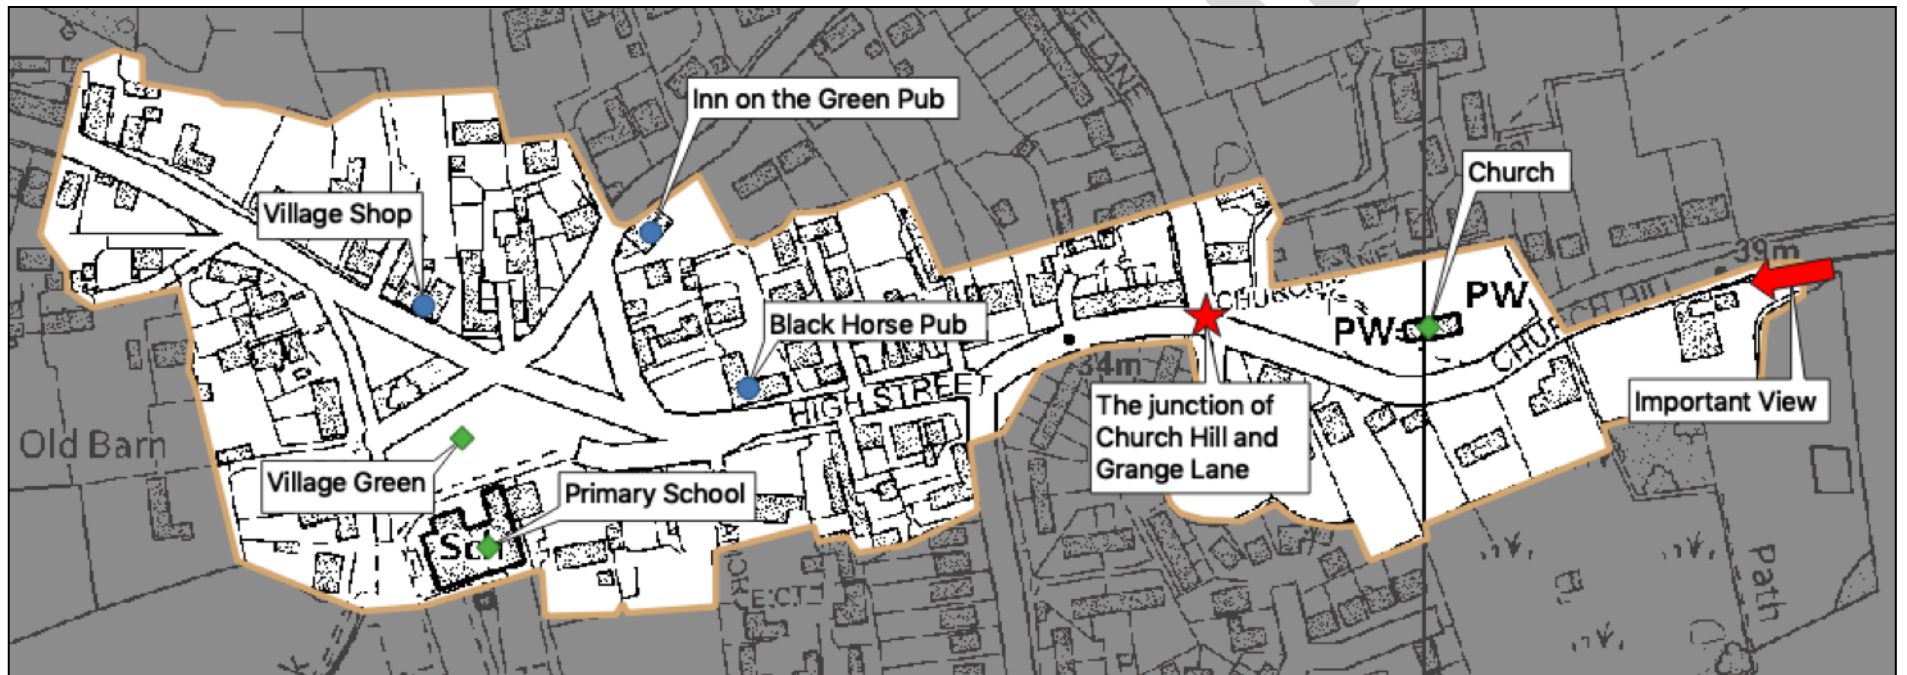 Inn on the Green Pub
Church
Village Shop
39m
PW
PW
Black Horse Pub
34m
HIGH STREET
Important View
The junction of
Church Hill and
Grange Lane
Old Barn
Village Green
Primary School
Path